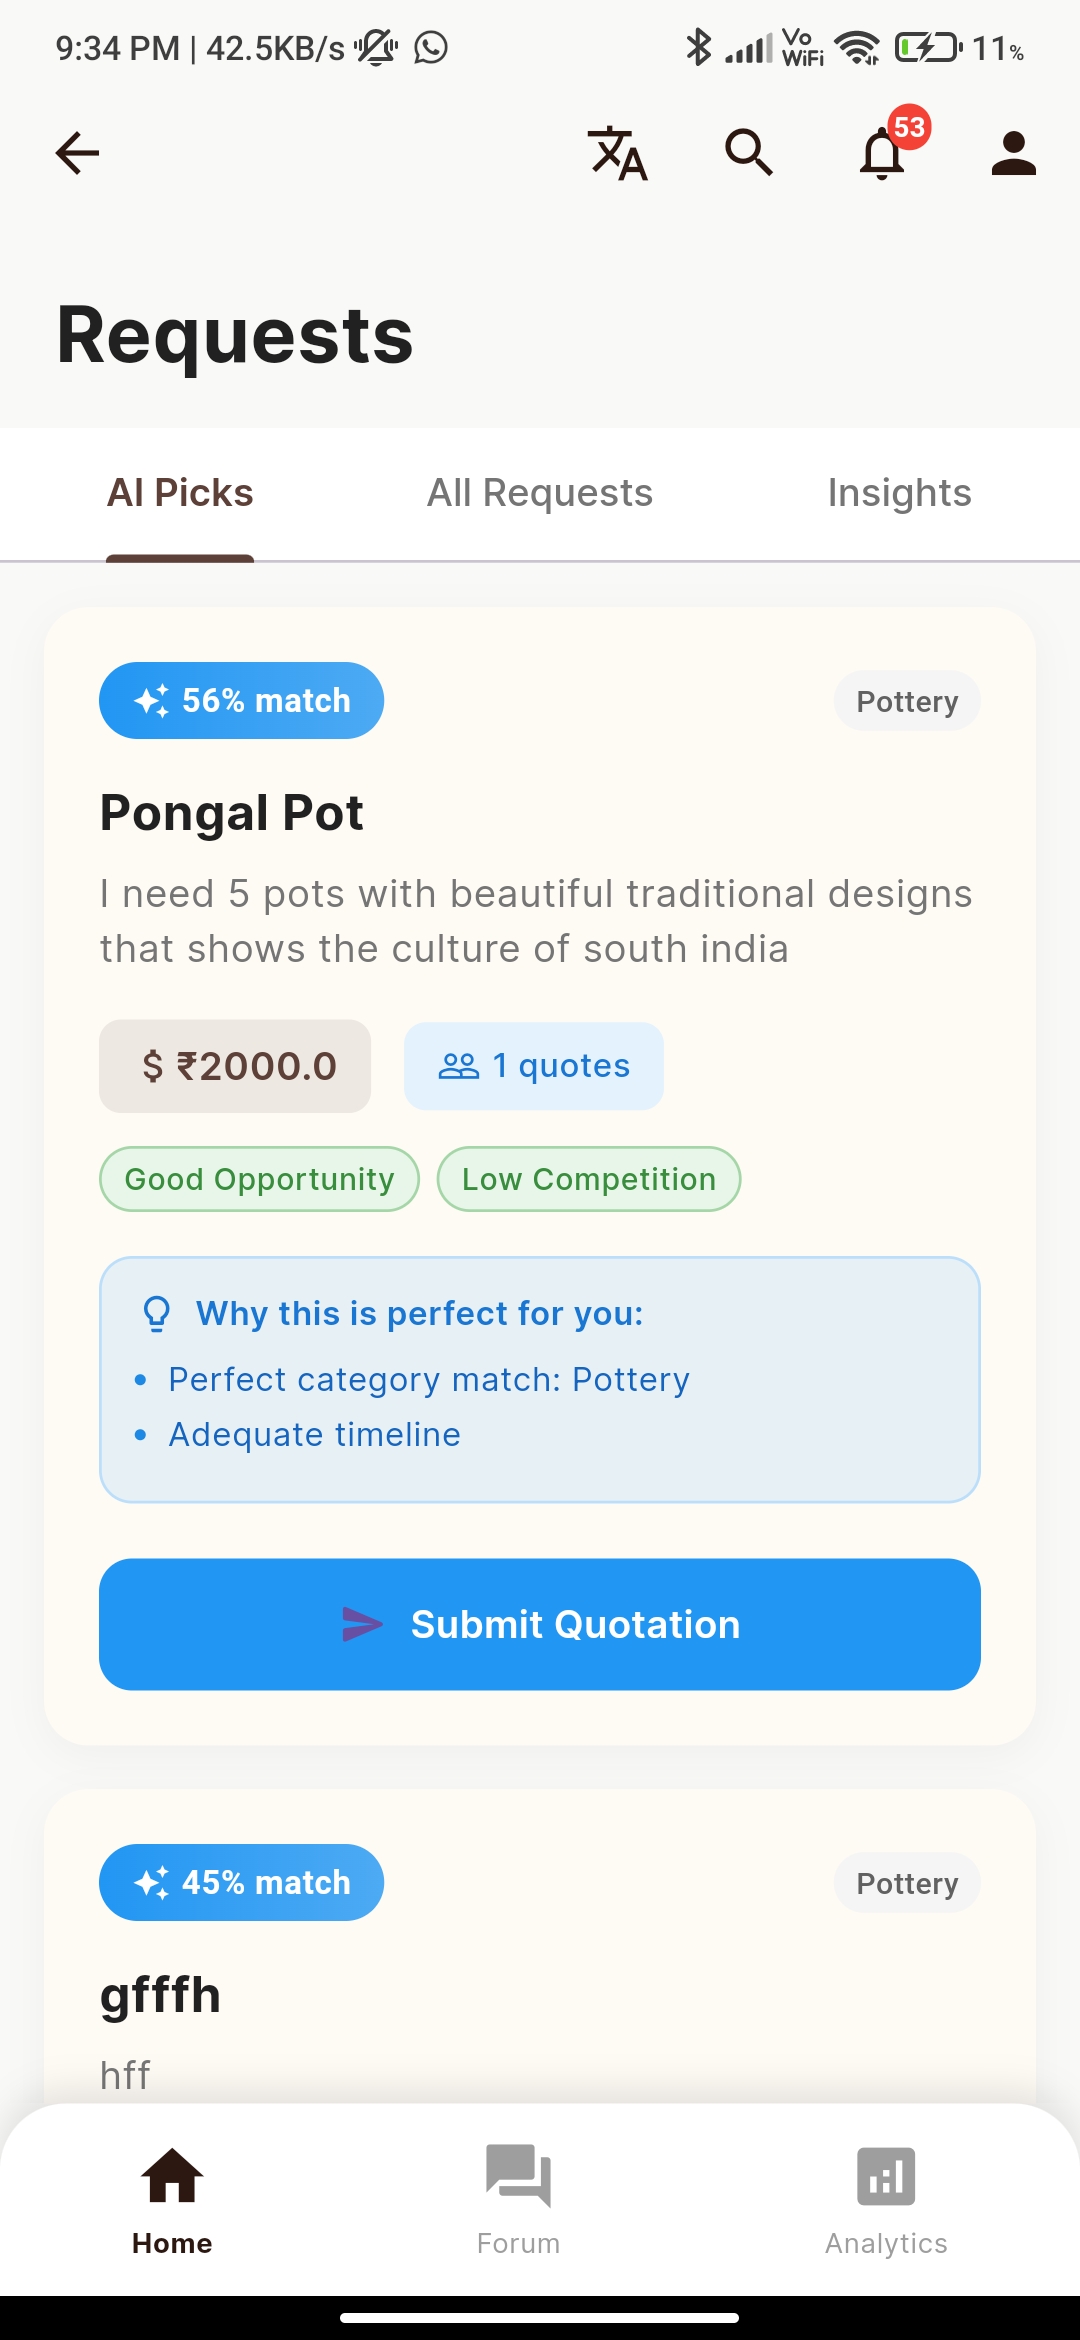 9:34 PM | 42.5KB/s Vo WiFi 11%
53
Requests
AI Picks All Requests Insights
56% match Pottery
Pongal Pot
I need 5 pots with beautiful traditional designs
that shows the culture of south india
$ ₹2000.0 1 quotes
Good Opportunity Low Competition
Why this is perfect for you:
• Perfect category match: Pottery
• Adequate timeline
Submit Quotation
45% match Pottery
gfffh
hff
Home Forum Analytics